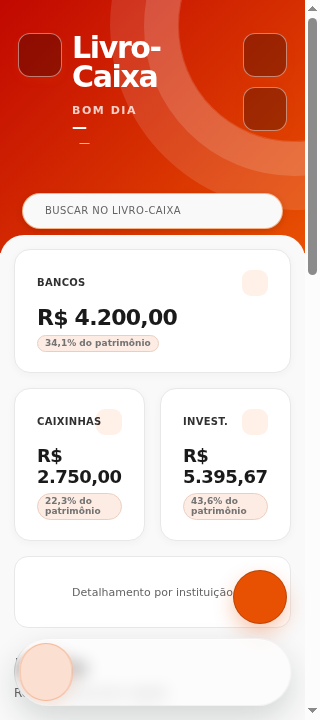 Livro-
Caixa
BOM DIA
—
—
BUSCAR NO LIVRO-CAIXA
BANCOS
R$ 4.200,00
34,1% do patrimônio
CAIXINHAS
R$
2.750,00
22,3% do
patrimônio
INVEST.
R$
5.395,67
43,6% do
patrimônio
Detalhamento por instituição